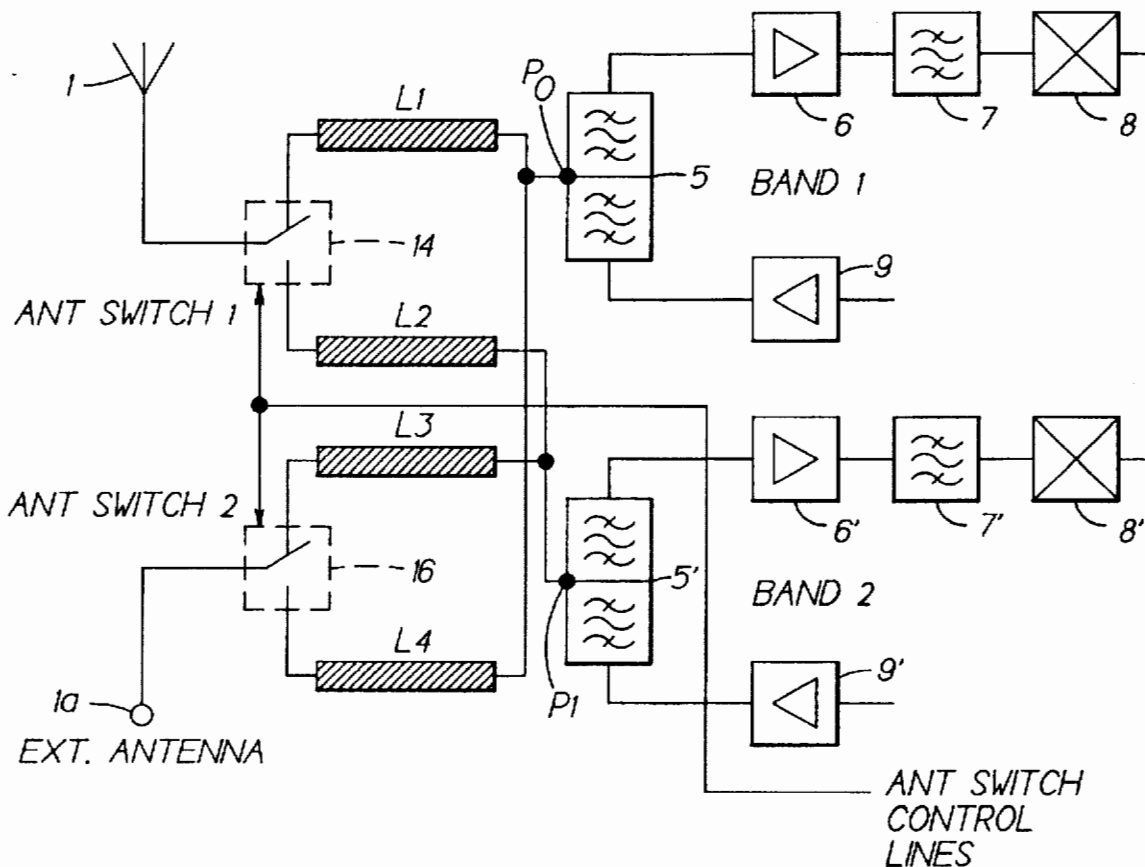 1
L1
P0
6
7
8
5
BAND 1
14
ANT SWITCH 1
L2
9
L3
ANT SWITCH 2
6'
7'
8'
16
5'
BAND 2
L4
9'
1a
P1
EXT. ANTENNA
ANT SWITCH
CONTROL
LINES